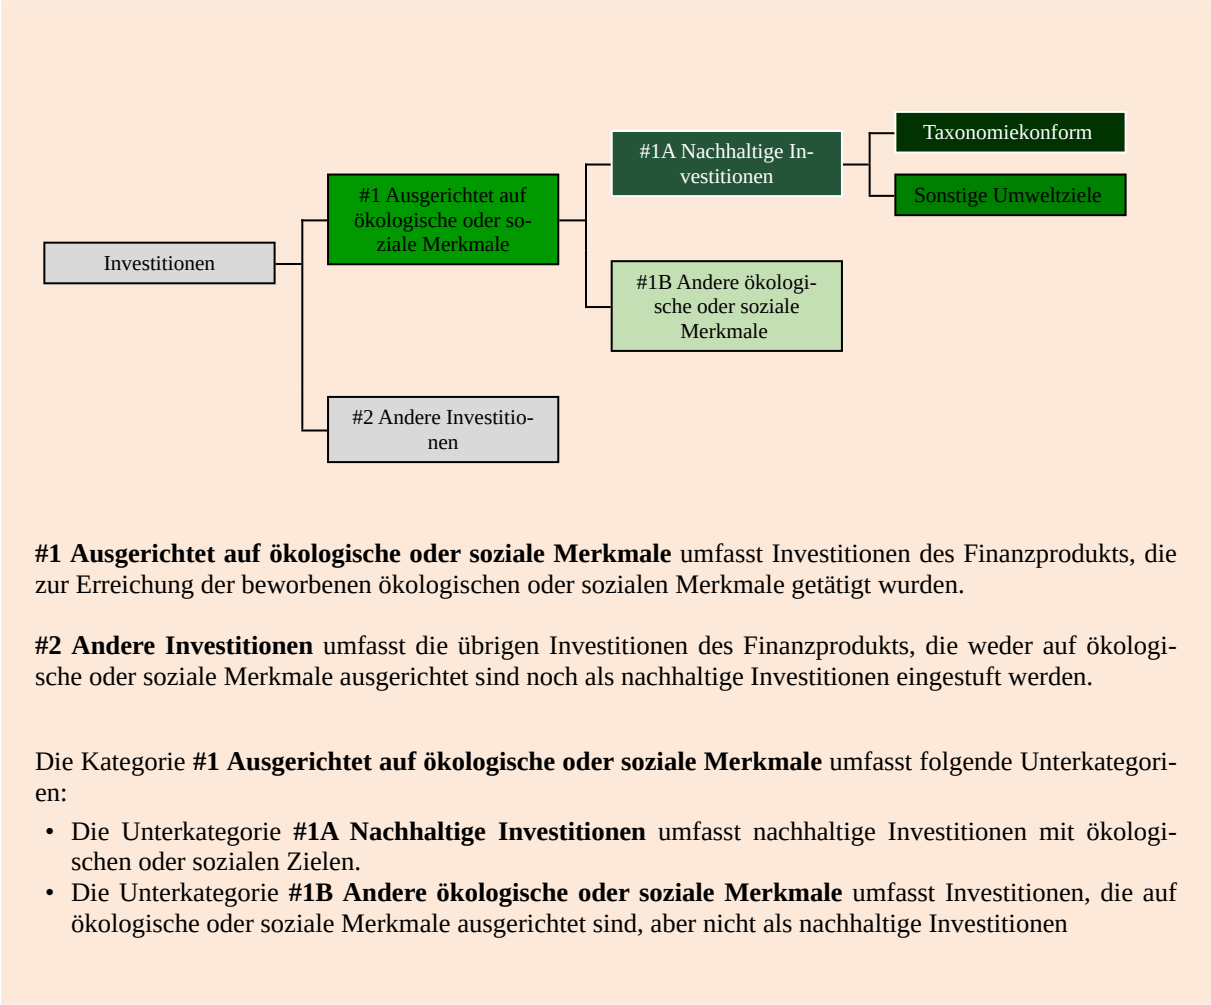 Taxonomiekonform
#1A Nachhaltige In-
vestitionen
#1 Ausgerichtet auf
ökologische oder so-
ziale Merkmale
Sonstige Umweltziele
Investitionen
#1B Andere ökologi-
sche oder soziale
Merkmale
#2 Andere Investitio-
nen
#1 Ausgerichtet auf ökologische oder soziale Merkmale umfasst Investitionen des Finanzprodukts, die
zur Erreichung der beworbenen ökologischen oder sozialen Merkmale getätigt wurden.
#2 Andere Investitionen umfasst die übrigen Investitionen des Finanzprodukts, die weder auf ökologi-
sche oder soziale Merkmale ausgerichtet sind noch als nachhaltige Investitionen eingestuft werden.
Die Kategorie #1 Ausgerichtet auf ökologische oder soziale Merkmale umfasst folgende Unterkategori-
en:
• Die Unterkategorie #1A Nachhaltige Investitionen umfasst nachhaltige Investitionen mit ökologi-
schen oder sozialen Zielen.
• Die Unterkategorie #1B Andere ökologische oder soziale Merkmale umfasst Investitionen, die auf
ökologische oder soziale Merkmale ausgerichtet sind, aber nicht als nachhaltige Investitionen